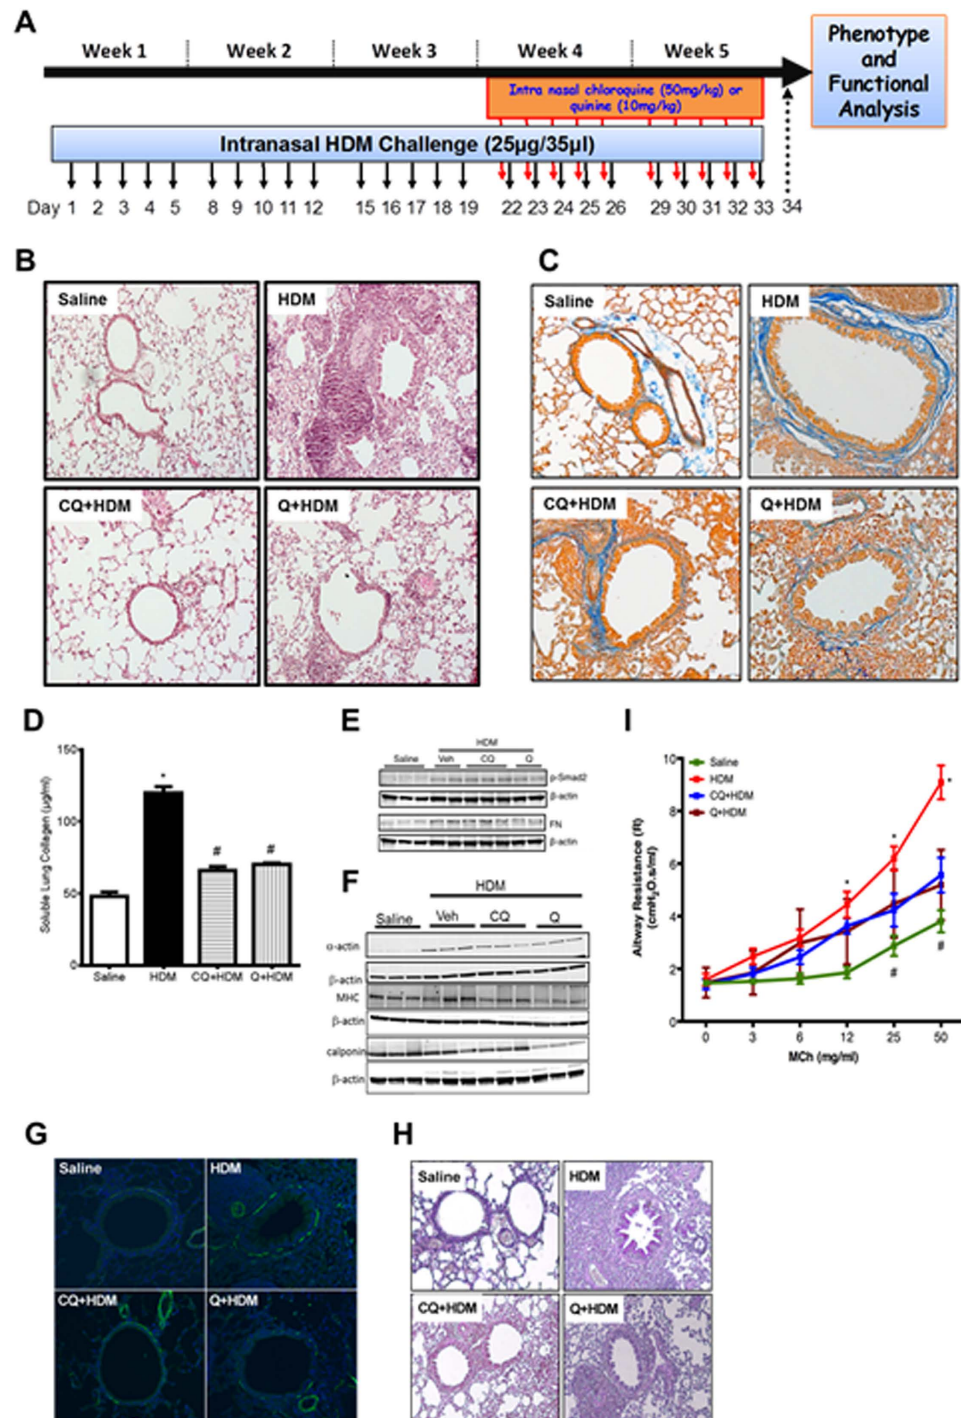 A
Week 1 Week 2 Week 3 Week 4 Week 5
Phenotype
and
Functional
Analysis
Intra nasal chloroquine (50mg/kg) or
quinine (10mg/kg)
Intranasal HDM Challenge (25µg/35µl)
Day 1 2 3 4 5 8 9 10 11 12 15 16 17 18 19 22 23 24 25 26 29 30 31 32 33 34
B
Saline HDM
CQ+HDM Q+HDM
C
Saline HDM
CQ+HDM Q+HDM
D
Soluble Lung Collagen (µg/ml)
150
100
50
0
*
#
#
Saline HDM CQ+HDM Q+HDM
E
HDM
Saline Veh CQ Q
p-Smad2
β-actin
FN
β-actin
F
HDM
Saline Veh CQ Q
α-actin
β-actin
MHC
β-actin
calponin
β-actin
I
Saline
HDM
CQ+HDM
Q+HDM
Aitway Resistance (R)
(cmH₂O.s/ml)
10
8
6
4
2
0
*
*
*
#
#
0 3 6 12 25 50
MCh (mg/ml)
G
Saline HDM
CQ+HDM Q+HDM
H
Saline HDM
CQ+HDM Q+HDM